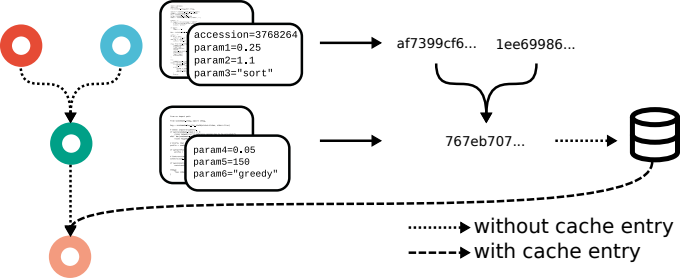 accession=3768264
param1=0.25
param2=1.1
param3="sort"
af7399cf6...
1ee69986...
param4=0.05
param5=150
param6="greedy"
767eb707...
without cache entry
with cache entry